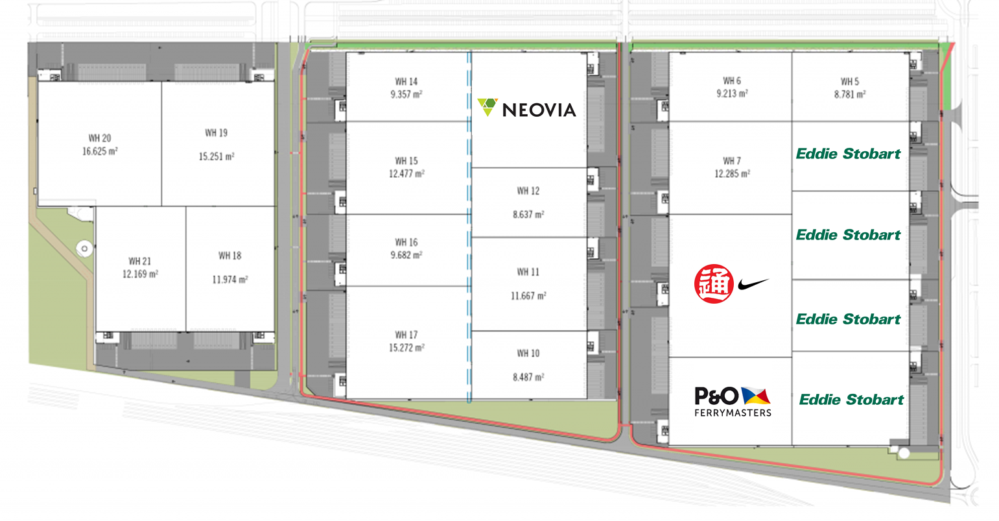 WH 20
16.625 m²
WH 19
15.251 m²
WH 21
12.169 m²
WH 18
11.974 m²
WH 14
9.357 m²
NEOVIA
WH 15
12.477 m²
WH 12
8.637 m²
WH 16
9.682 m²
WH 11
11.667 m²
WH 17
15.272 m²
WH 10
8.487 m²
WH 6
9.213 m²
WH 5
8.781 m²
WH 7
12.285 m²
Eddie Stobart
Eddie Stobart
通
Eddie Stobart
P&O
FERRYMASTERS
Eddie Stobart